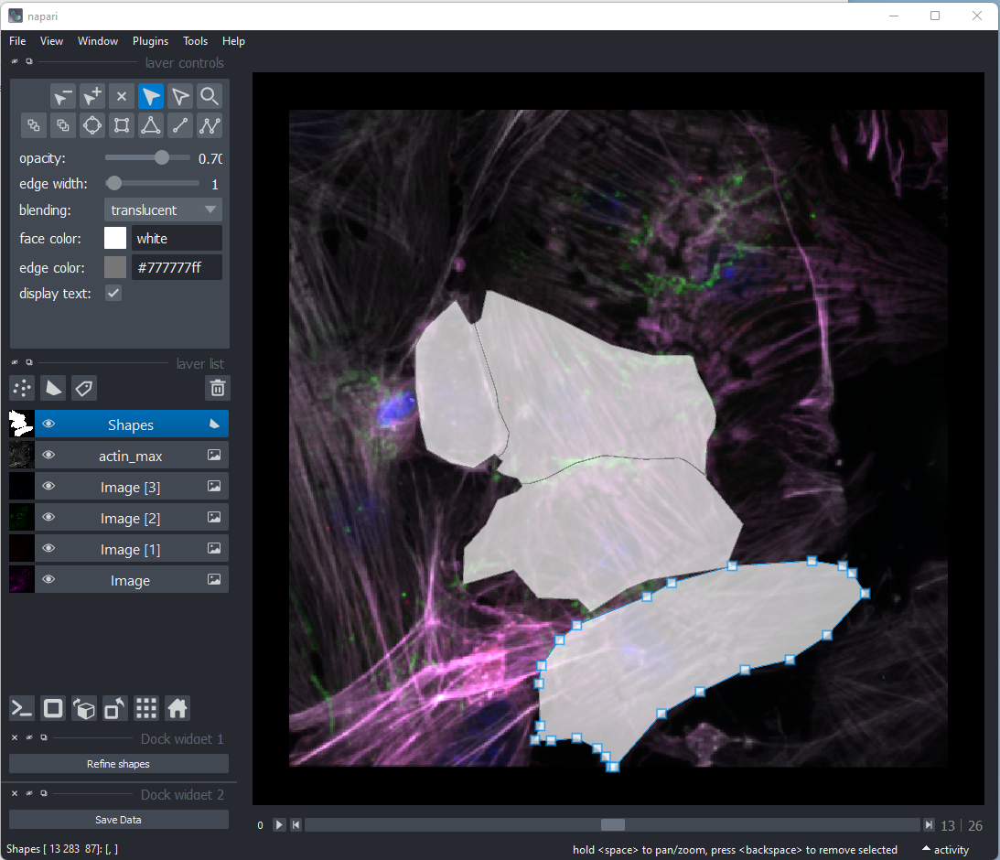 napari
File View Window Plugins Tools Help
layer controls
opacity: 0.70
edge width: 1
blending: translucent
face color: white
edge color: #777777ff
display text:
layer list
Shapes
actin_max
Image [3]
Image [2]
Image [1]
Image
Dock widget 1
Refine shapes
Dock widget 2
Save Data
0 13 | 26
Shapes [ 13 283 87]: [, ] hold <space> to pan/zoom, press <backspace> to remove selected activity